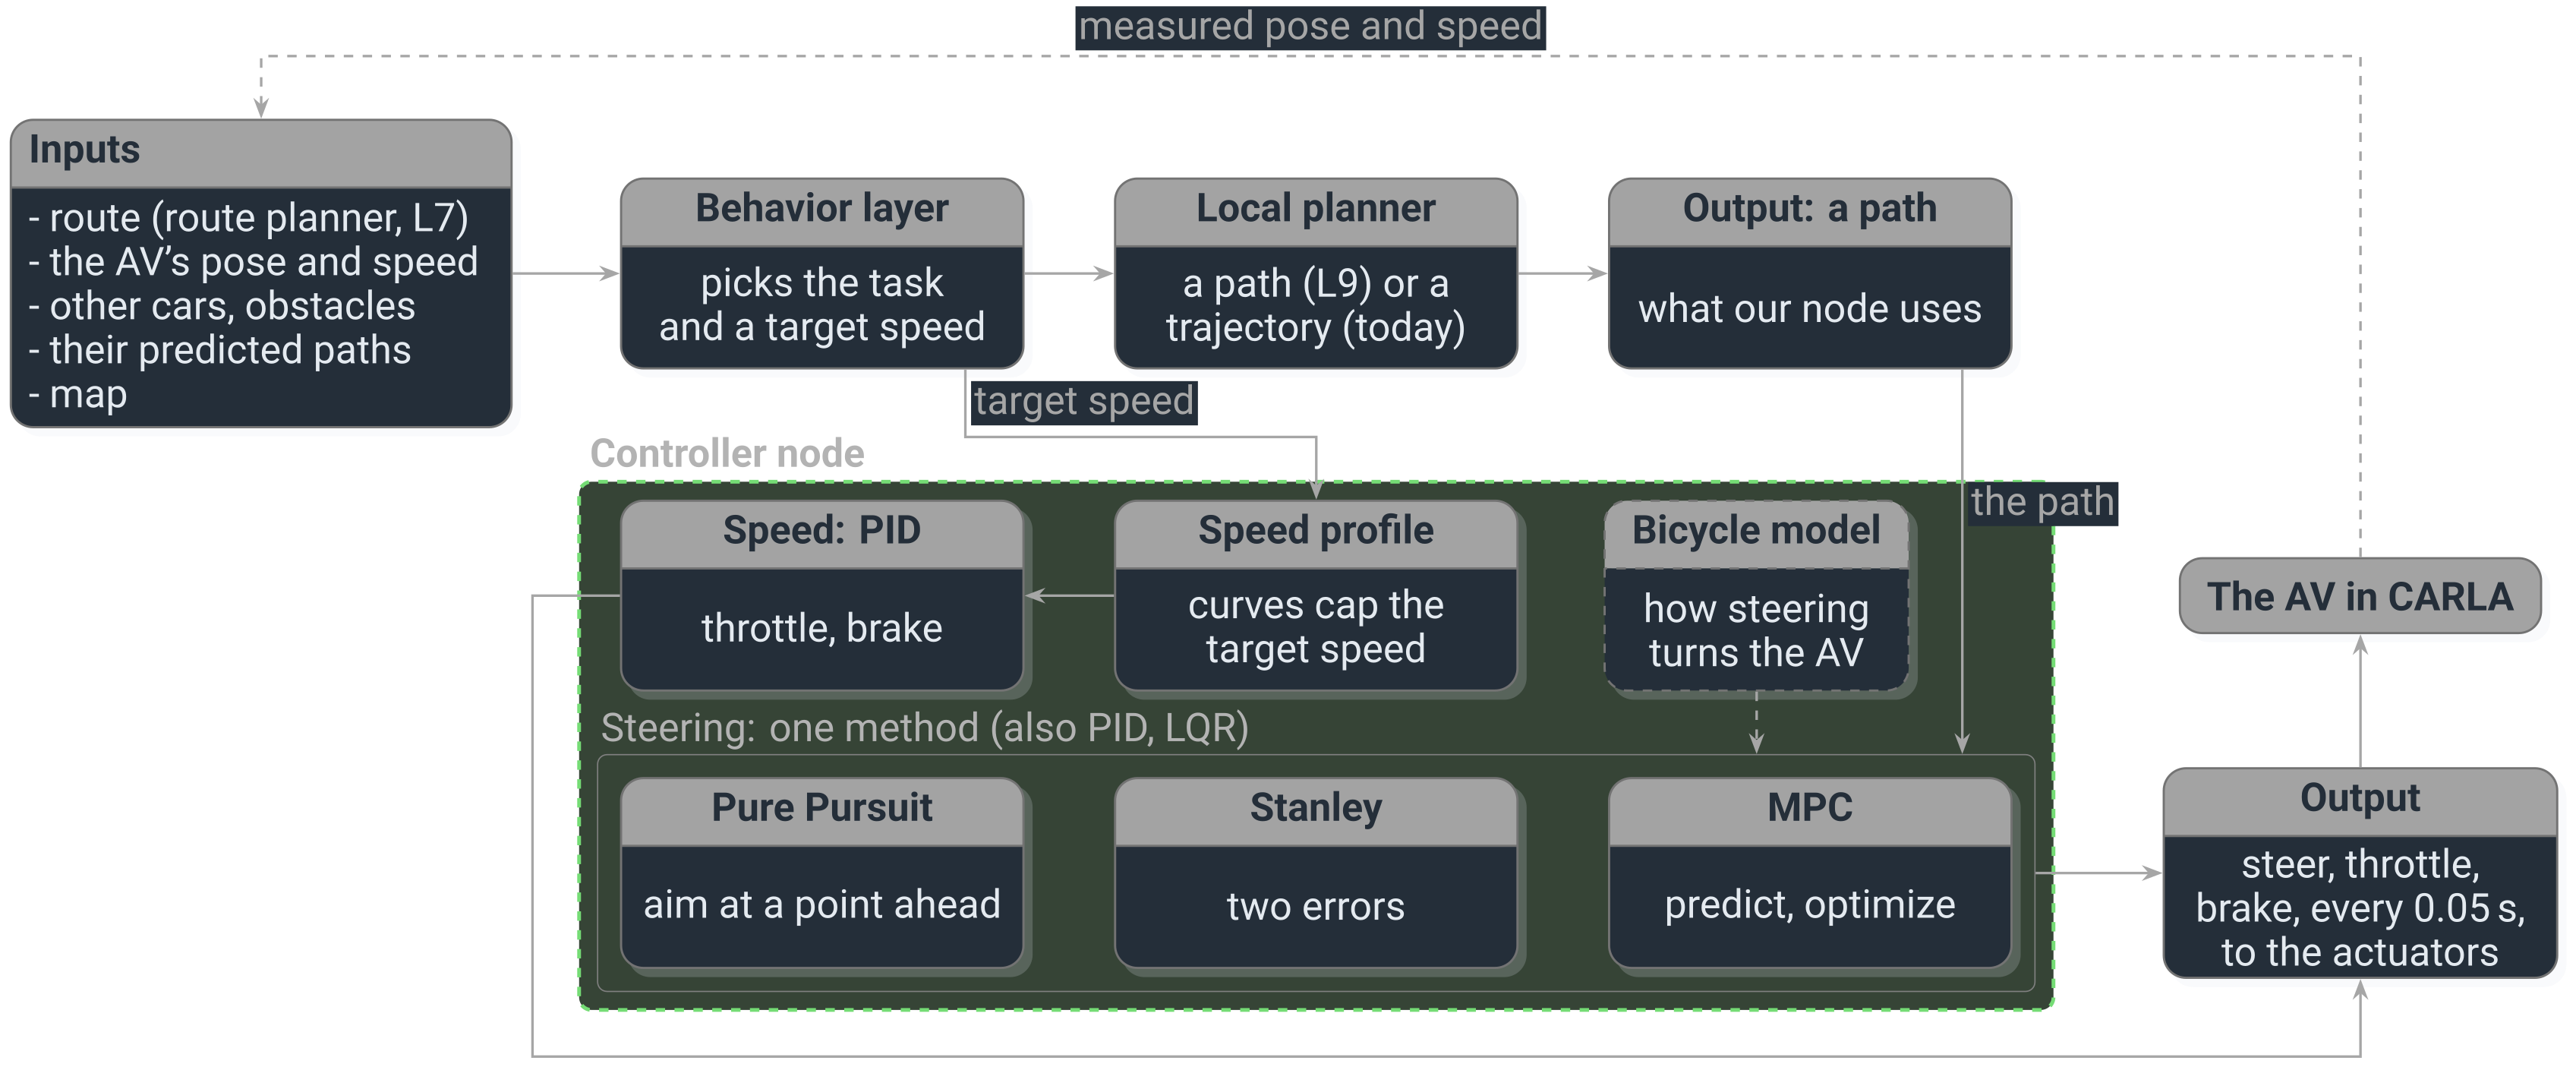 measured pose and speed
Inputs
- route (route planner, L7)
- the AV's pose and speed
- other cars, obstacles
- their predicted paths
- map
Behavior layer
picks the task
and a target speed
Local planner
a path (L9) or a
trajectory (today)
Output: a path
what our node uses
target speed
Controller node
the path
Speed: PID
throttle, brake
Speed profile
curves cap the
target speed
Bicycle model
how steering
turns the AV
The AV in CARLA
Steering: one method (also PID, LQR)
Pure Pursuit
aim at a point ahead
Stanley
two errors
MPC
predict, optimize
Output
steer, throttle,
brake, every 0.05 s,
to the actuators